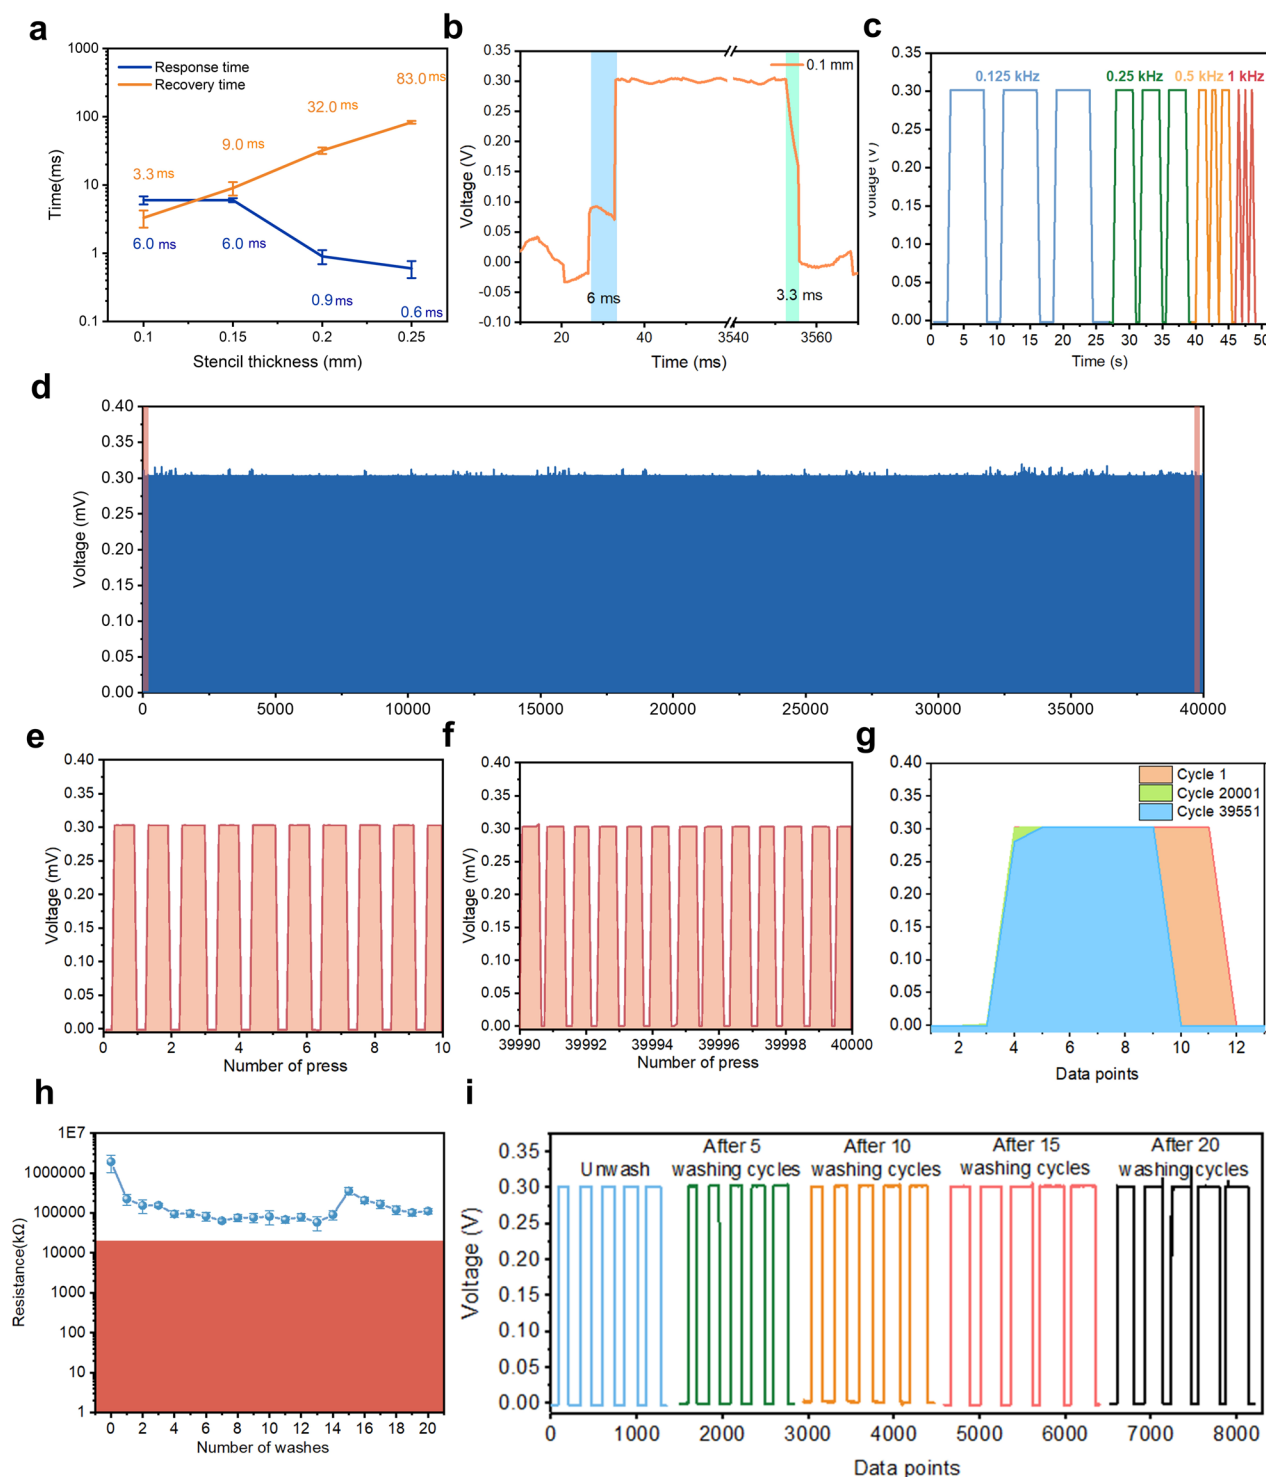 a
1000
100
10
1
0.1
Time(ms)
Response time
Recovery time
83.0 ms
32.0 ms
9.0 ms
3.3 ms
6.0 ms
6.0 ms
0.9 ms
0.6 ms
0.1 0.15 0.2 0.25
Stencil thickness (mm)
b
0.35
0.30
0.25
0.20
0.15
0.10
0.05
0.00
-0.05
-0.10
Voltage (V)
0.1 mm
6 ms
3.3 ms
20 40 3540 3560
Time (ms)
c
0.35
0.30
0.25
0.20
0.15
0.10
0.05
0.00
Voltage (V)
0.125 kHz 0.25 kHz 0.5 kHz 1 kHz
0 5 10 15 20 25 30 35 40 45 50
Time (s)
d
0.40
0.35
0.30
0.25
0.20
0.15
0.10
0.05
0.00
Voltage (mV)
0 5000 10000 15000 20000 25000 30000 35000 40000
e
0.40
0.35
0.30
0.25
0.20
0.15
0.10
0.05
0.00
Voltage (mV)
0 2 4 6 8 10
Number of press
f
0.40
0.35
0.30
0.25
0.20
0.15
0.10
0.05
0.00
Voltage (mV)
39990 39992 39994 39996 39998 40000
Number of press
g
0.40
0.35
0.30
0.25
0.20
0.15
0.10
0.05
0.00
Cycle 1
Cycle 20001
Cycle 39551
2 4 6 8 10 12
Data points
h
1E7
1000000
100000
10000
1000
100
10
1
Resistance(kΩ)
0 2 4 6 8 10 12 14 16 18 20
Number of washes
i
0.35
0.30
0.25
0.20
0.15
0.10
0.05
0.00
Voltage (V)
Unwash
After 5
washing cycles
After 10
washing cycles
After 15
washing cycles
After 20
washing cycles
0 1000 2000 3000 4000 5000 6000 7000 8000
Data points